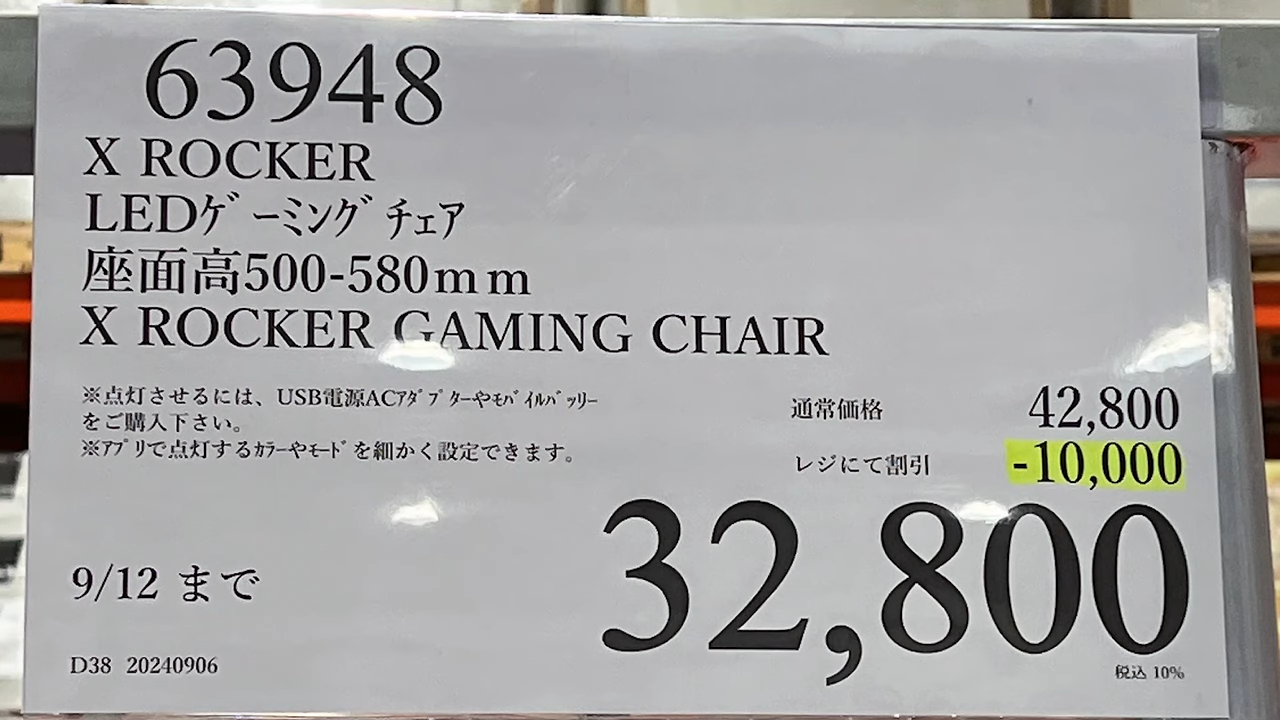 63948
X ROCKER
LEDｹﾞｰﾐﾝｸﾞﾁｪｱ
座面高500-580ｍｍ
X ROCKER GAMING CHAIR
※点灯させるには、USB電源ACｱﾀﾞﾌﾟﾀｰやﾓﾊﾞｲﾙﾊﾞｯﾃﾘｰ
をご購入下さい。
※ｱﾌﾟﾘで点灯するｶﾗｰやﾓｰﾄﾞを細かく設定できます。
通常価格 42,800
レジにて割引 -10,000
32,800
9/12 まで
D38 20240906
税込 10%